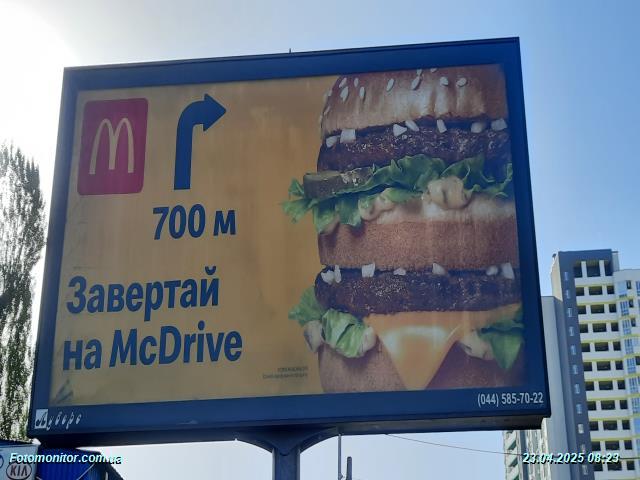 700 м
Завертай
на McDrive
(044) 585-70-22
KIA
Fotomonitor.com.ua
23.04.2025 08:23